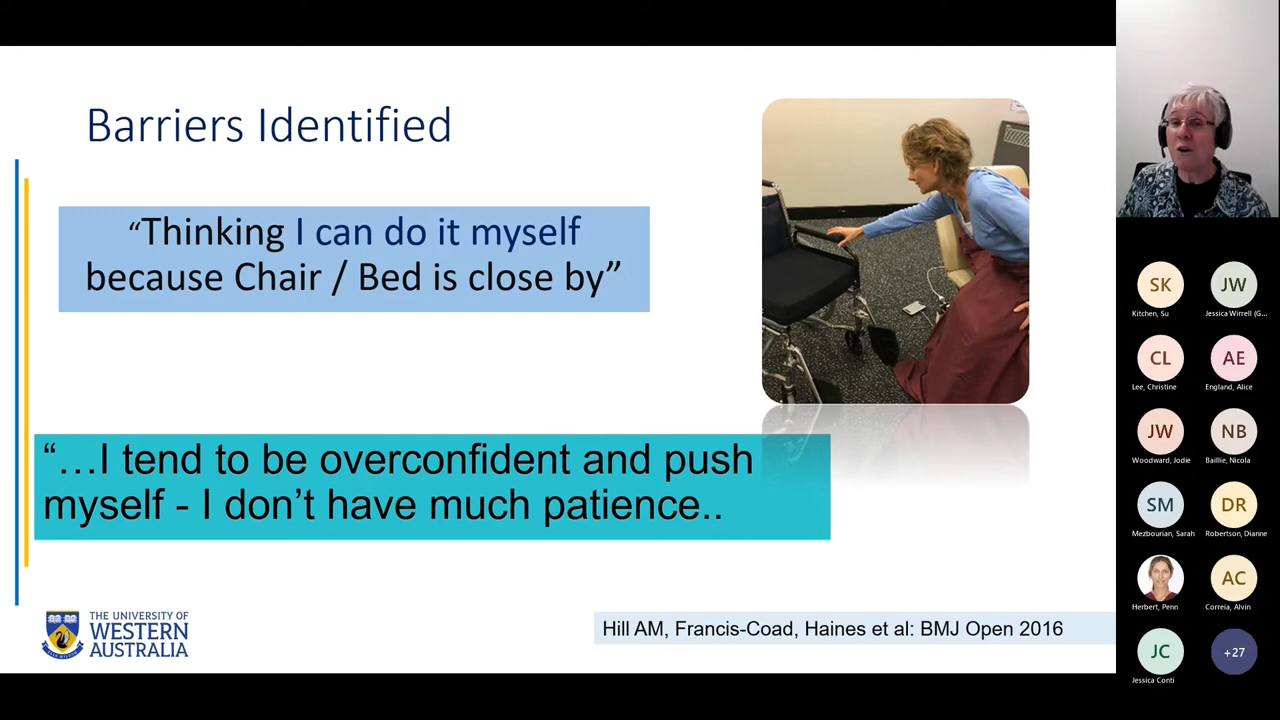 Barriers Identified
“Thinking I can do it myself
because Chair / Bed is close by”
“…I tend to be overconfident and push
myself - I don’t have much patience..
THE UNIVERSITY OF
WESTERN
AUSTRALIA
Hill AM, Francis-Coad, Haines et al: BMJ Open 2016
SK
Kitchen, Su
JW
Jessica Wirrell (G...
CL
Lee, Christine
AE
England, Alice
JW
Woodward, Jodie
NB
Baillie, Nicola
SM
Mezbourian, Sarah
DR
Robertson, Dianne
Herbert, Penn
AC
Correia, Alvin
JC
Jessica Conti
+27